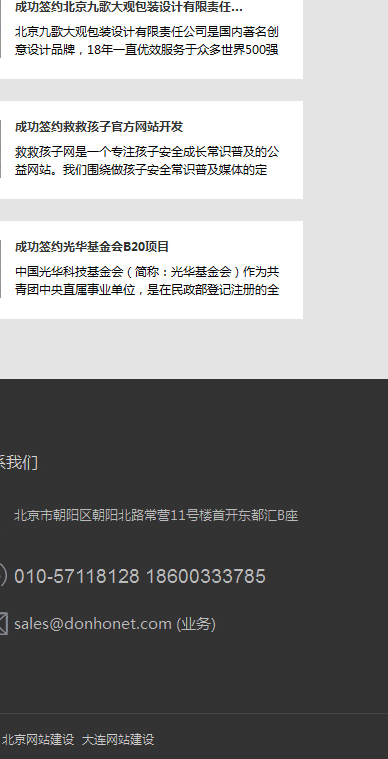 成功签约北京九歌大观包装设计有限责任...
北京九歌大观包装设计有限责任公司是国内著名创
意设计品牌，18年一直优效服务于众多世界500强
成功签约救救孩子官方网站开发
救救孩子网是一个专注孩子安全成长常识普及的公
益网站。我们围绕做孩子安全常识普及媒体的定
成功签约光华基金会B20项目
中国光华科技基金会（简称：光华基金会）作为共
青团中央直属事业单位，是在民政部登记注册的全
系我们
北京市朝阳区朝阳北路常营11号楼首开东都汇B座
010-57118128 18600333785
sales@donhonet.com (业务)
北京网站建设 大连网站建设